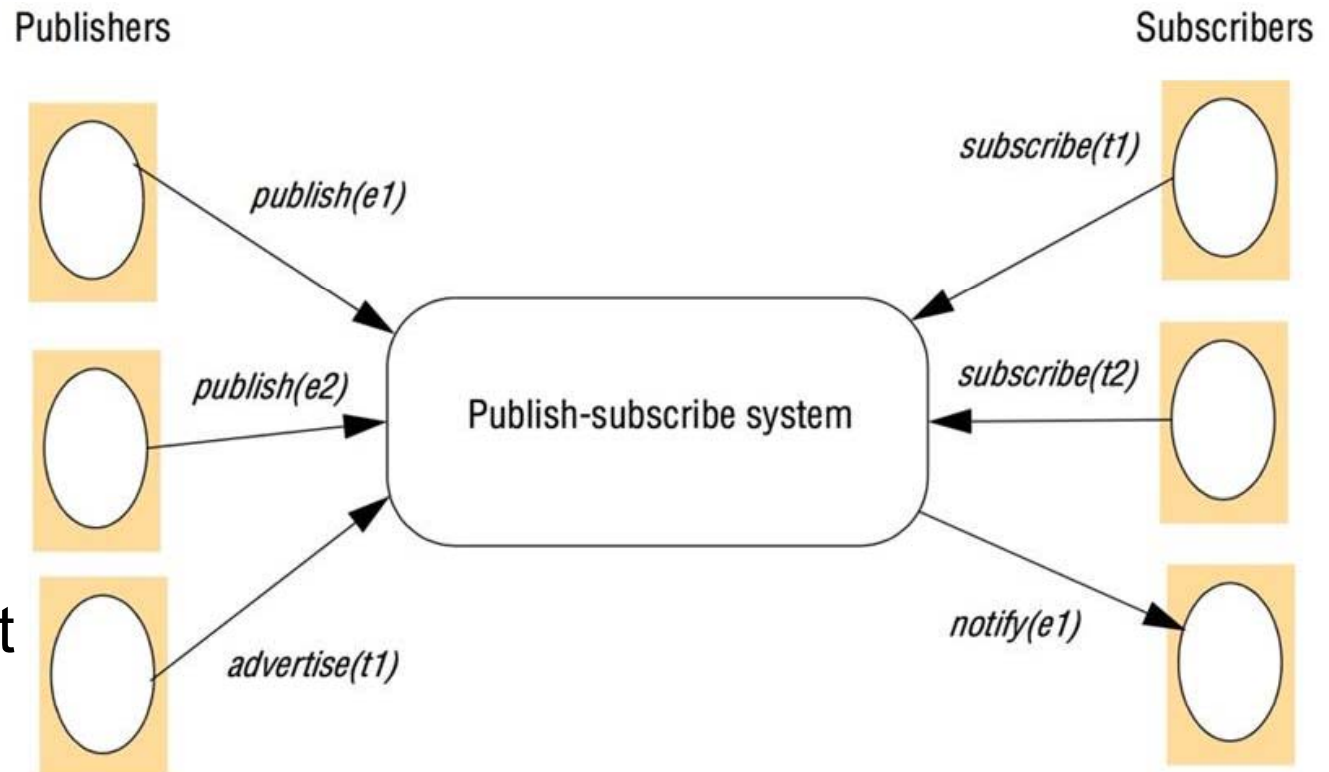 Publishers
Subscribers
subscribe(t1)
publish(e1)
subscribe(t2)
publish(e2)
Publish-subscribe system
t
notify(e1)
advertise(t1)